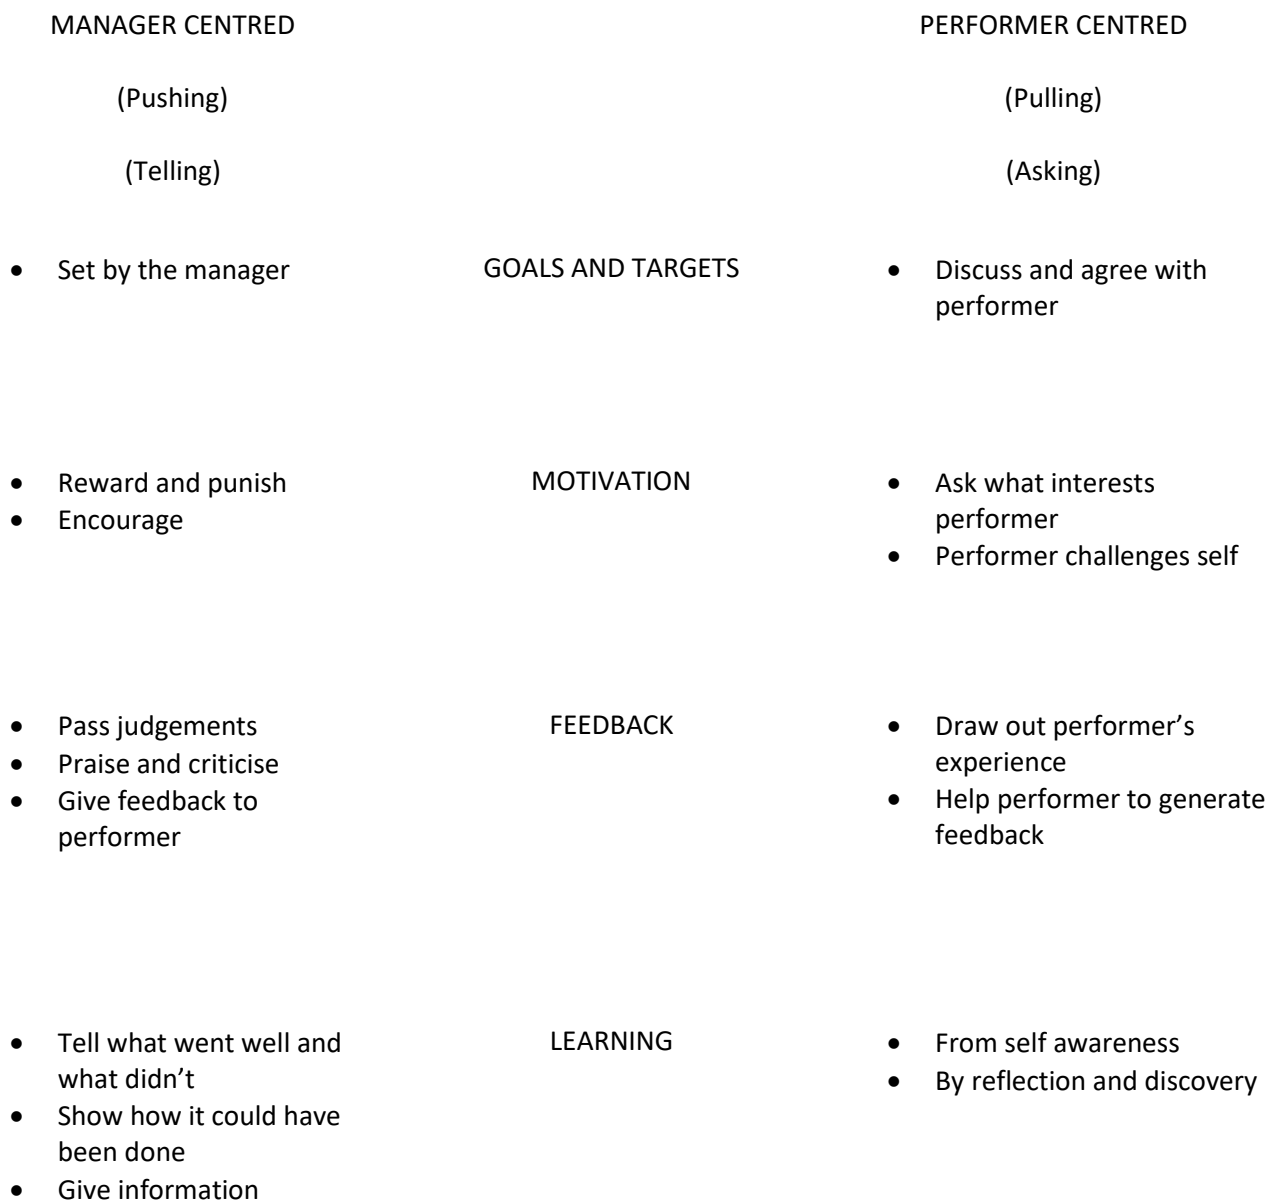 MANAGER CENTRED
PERFORMER CENTRED
(Pushing)
(Pulling)
(Telling)
(Asking)
• Set by the manager
GOALS AND TARGETS
• Discuss and agree with
performer
• Reward and punish
• Encourage
MOTIVATION
• Ask what interests
performer
• Performer challenges self
• Pass judgements
• Praise and criticise
• Give feedback to
performer
FEEDBACK
• Draw out performer’s
experience
• Help performer to generate
feedback
• Tell what went well and
what didn’t
• Show how it could have
been done
• Give information
LEARNING
• From self awareness
• By reflection and discovery